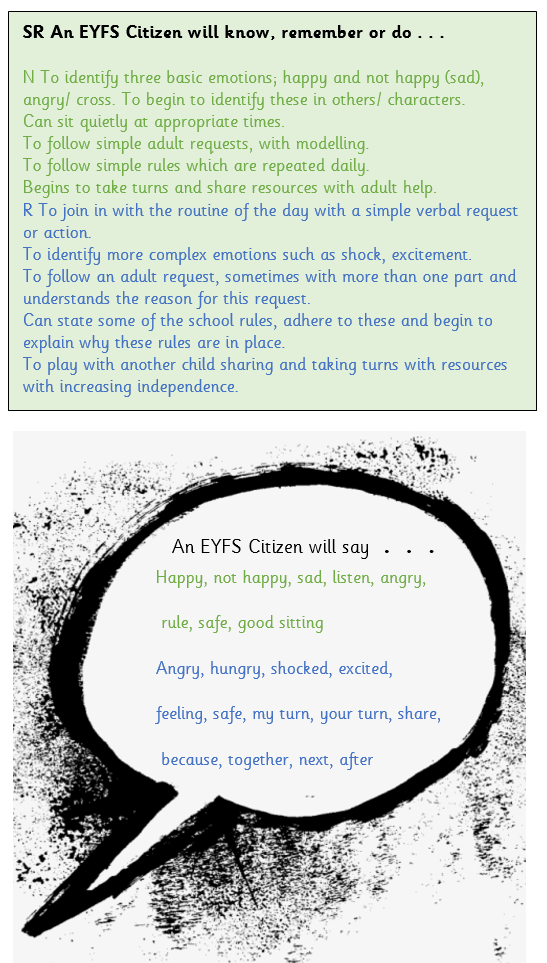 SR An EYFS Citizen will know, remember or do . . .
N To identify three basic emotions; happy and not happy (sad),
angry/ cross. To begin to identify these in others/ characters.
Can sit quietly at appropriate times.
To follow simple adult requests, with modelling.
To follow simple rules which are repeated daily.
Begins to take turns and share resources with adult help.
R To join in with the routine of the day with a simple verbal request
or action.
To identify more complex emotions such as shock, excitement.
To follow an adult request, sometimes with more than one part and
understands the reason for this request.
Can state some of the school rules, adhere to these and begin to
explain why these rules are in place.
To play with another child sharing and taking turns with resources
with increasing independence.
An EYFS Citizen will say . . .
Happy, not happy, sad, listen, angry,
rule, safe, good sitting
Angry, hungry, shocked, excited,
feeling, safe, my turn, your turn, share,
because, together, next, after